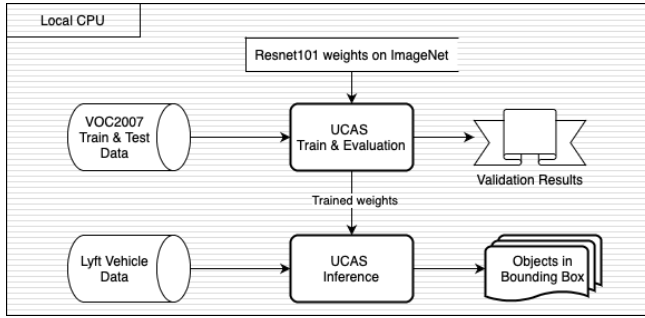 Local CPU
Resnet101 weights on ImageNet
VOC2007
Train & Test
Data
UCAS
Train & Evaluation
Validation Results
Trained weights
Lyft Vehicle
Data
UCAS
Inference
Objects in
Bounding Box